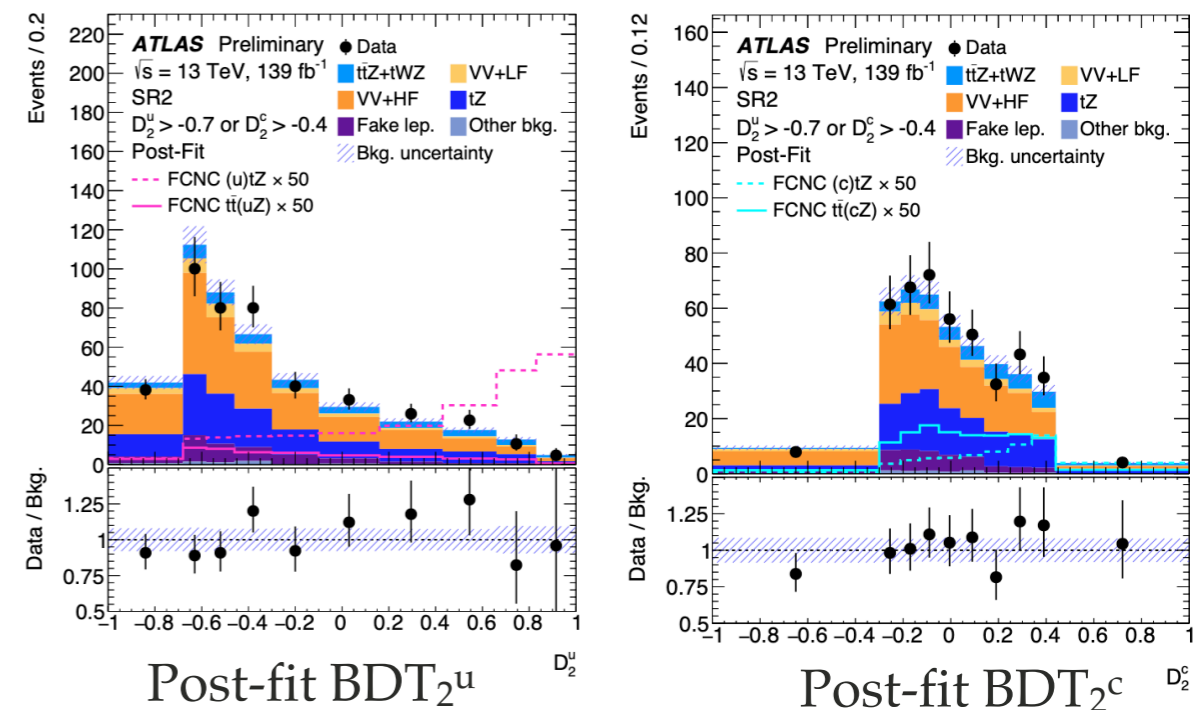 Events / 0.2
220
200
180
160
140
120
100
80
60
40
20
0
ATLAS Preliminary
√s = 13 TeV, 139 fb⁻¹
SR2
D₂ᵘ > -0.7 or D₂ᶜ > -0.4
Post-Fit
Data
tt̄Z+tWZ VV+LF
VV+HF tZ
Fake lep. Other bkg.
Bkg. uncertainty
FCNC (u)tZ × 50
FCNC tt̄(uZ) × 50
Data / Bkg.
1.25
1
0.75
0.5
−1 −0.8 −0.6 −0.4 −0.2 0 0.2 0.4 0.6 0.8 1
D₂ᵘ
Post-fit BDT₂ᵘ
Events / 0.12
160
140
120
100
80
60
40
20
0
ATLAS Preliminary
√s = 13 TeV, 139 fb⁻¹
SR2
D₂ᵘ > -0.7 or D₂ᶜ > -0.4
Post-Fit
Data
tt̄Z+tWZ VV+LF
VV+HF tZ
Fake lep. Other bkg.
Bkg. uncertainty
FCNC (c)tZ × 50
FCNC tt̄(cZ) × 50
Data / Bkg.
1.25
1
0.75
0.5
−1 −0.8 −0.6 −0.4 −0.2 0 0.2 0.4 0.6 0.8 1
D₂ᶜ
Post-fit BDT₂ᶜ